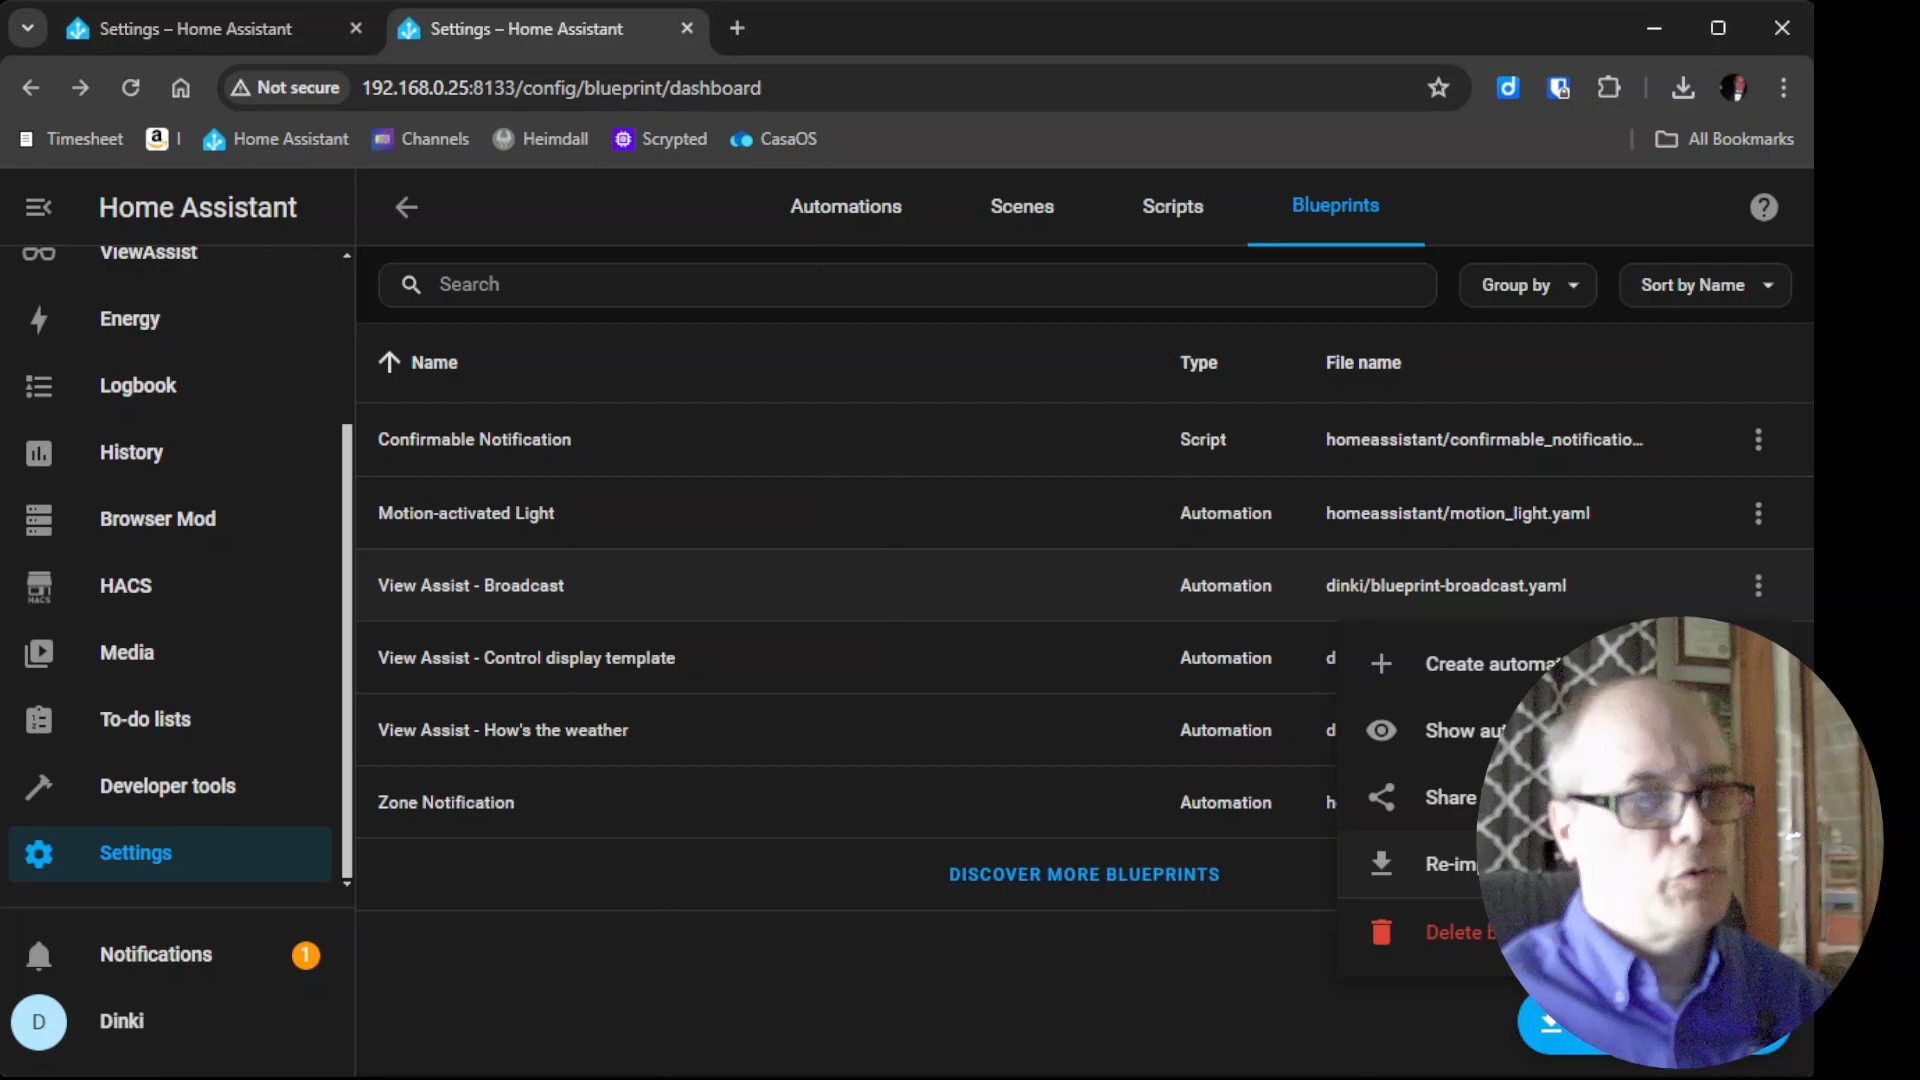 Settings – Home Assistant
Settings – Home Assistant
Not secure
192.168.0.25:8133/config/blueprint/dashboard
Timesheet
I
Home Assistant
Channels
Heimdall
Scrypted
CasaOS
All Bookmarks
Home Assistant
Automations
Scenes
Scripts
Blueprints
ViewAssist
Energy
Logbook
History
Browser Mod
HACS
Media
To-do lists
Developer tools
Settings
Notifications
1
D
Dinki
Search
Group by
Sort by Name
Name
Type
File name
Confirmable Notification
Script
homeassistant/confirmable_notificatio...
Motion-activated Light
Automation
homeassistant/motion_light.yaml
View Assist - Broadcast
Automation
dinki/blueprint-broadcast.yaml
View Assist - Control display template
Automation
d
View Assist - How's the weather
Automation
d
Zone Notification
Automation
h
DISCOVER MORE BLUEPRINTS
Create automa
Show au
Share
Re-im
Delete b